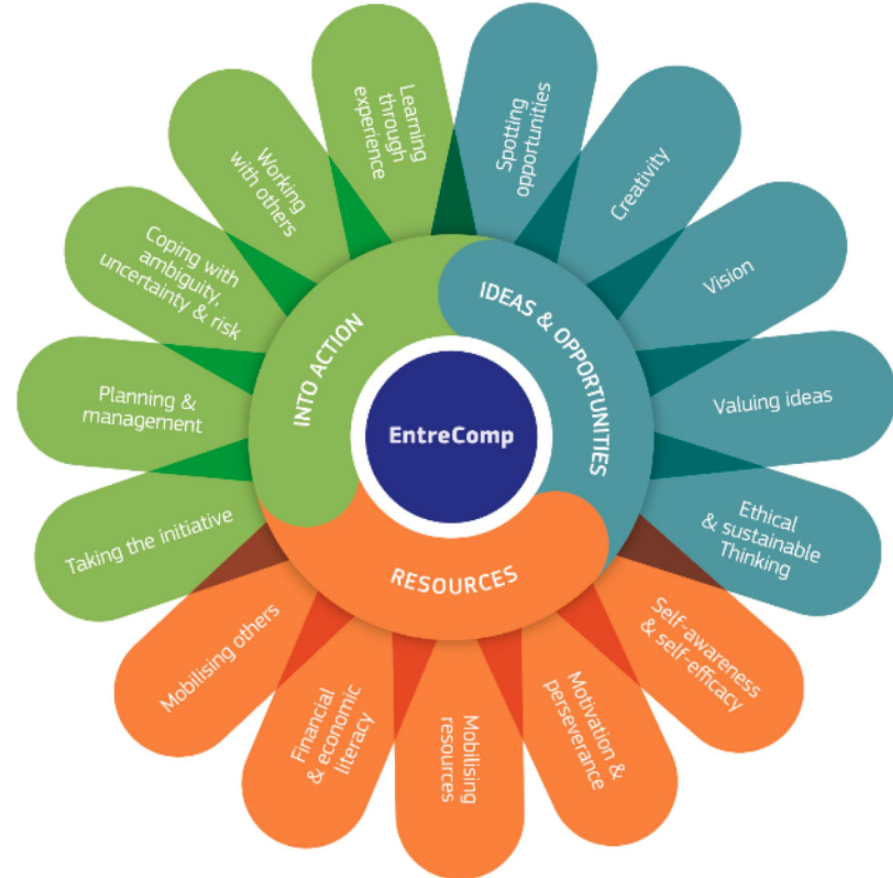 EntreComp
IDEAS & OPPORTUNITIES
Spotting
opportunities
Creativity
Vision
Valuing ideas
Ethical
& sustainable
Thinking
RESOURCES
Self-awareness
& self-efficacy
Motivation &
perseverance
Mobilising
resources
Financial
& economic
literacy
Mobilising others
INTO ACTION
Taking the initiative
Planning &
management
Coping with
ambiguity,
uncertainty & risk
Working
with others
Learning
through
experience